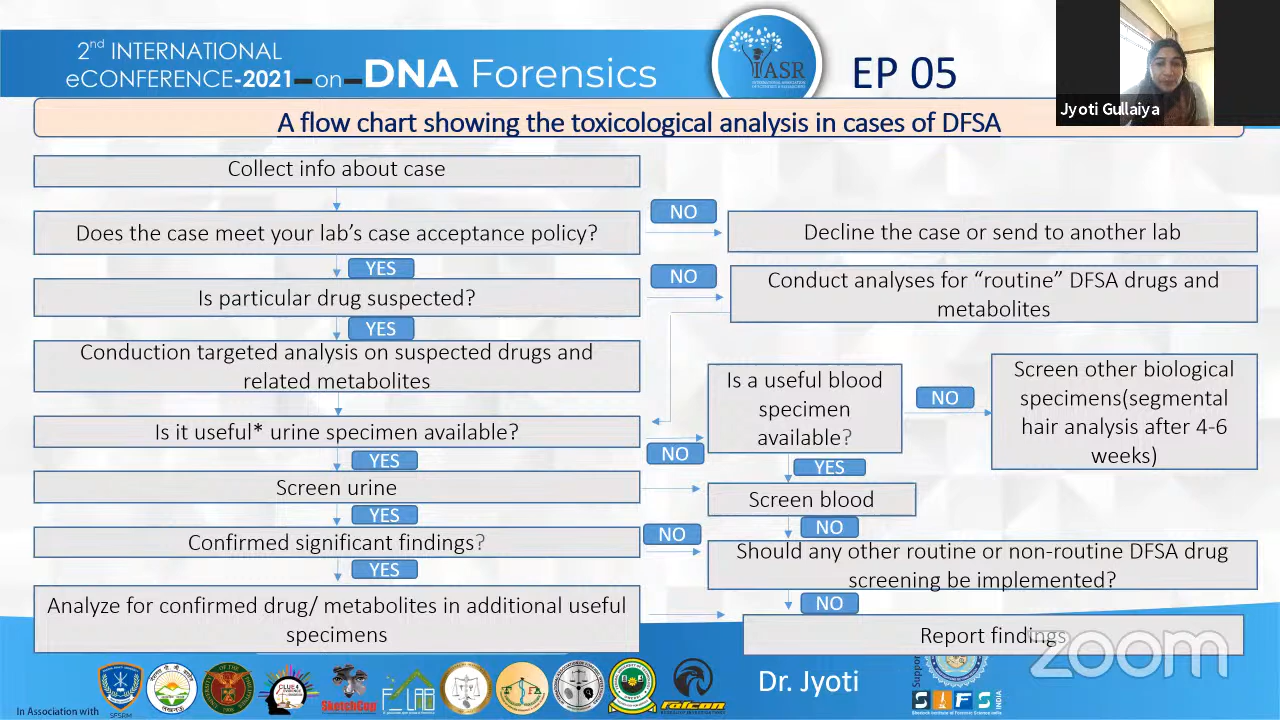 2nd INTERNATIONAL
eCONFERENCE-2021-on-DNA Forensics
IASR
EP 05
Jyoti Gullaiya
A flow chart showing the toxicological analysis in cases of DFSA
Collect info about case
Does the case meet your lab's case acceptance policy?
NO
Decline the case or send to another lab
YES
Is particular drug suspected?
NO
Conduct analyses for “routine” DFSA drugs and
metabolites
YES
Conduction targeted analysis on suspected drugs and
related metabolites
Is it useful* urine specimen available?
NO
Is a useful blood
specimen
available?
NO
Screen other biological
specimens(segmental
hair analysis after 4-6
weeks)
YES
Screen urine
YES
Screen blood
YES
Confirmed significant findings?
NO
NO
Should any other routine or non-routine DFSA drug
screening be implemented?
YES
Analyze for confirmed drug/ metabolites in additional useful
specimens
NO
Report findings
zoom
In Association with
SFSRM
SketchCop
F LAB
falcon
Dr. Jyoti
Support
SIFS
INDIA